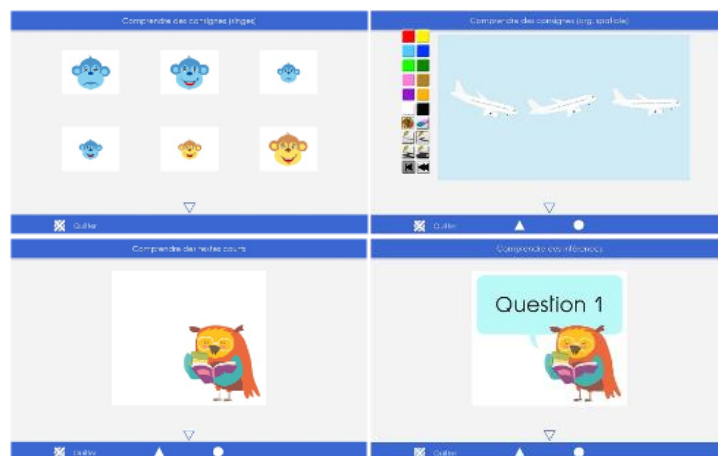 Comprendre des consignes (singes)
Quitter
Comprendre des consignes (org. spatiale)
Quitter
Comprendre des textes courts
Quitter
Comprendre des inférences
Question 1
Quitter